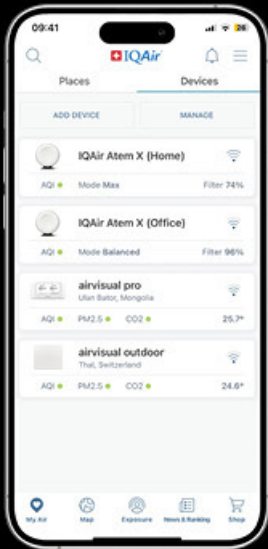 09:41
26
IQAir
Places Devices
ADD DEVICE MANAGE
IQAir Atem X (Home)
AQI Mode Max Filter 74%
IQAir Atem X (Office)
AQI Mode Balanced Filter 96%
airvisual pro
Ulan Bator, Mongolia
AQI PM2.5 CO2 25.7°
airvisual outdoor
Thal, Switzerland
AQI PM2.5 CO2 24.6°
My Air Map Exposure News & Ranking Shop